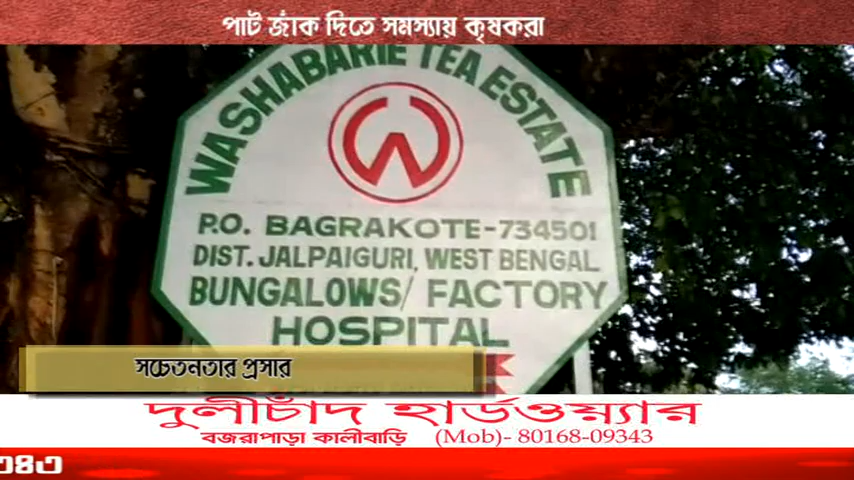 পাট জাঁক দিতে সমস্যায় কৃষকরা
WASHABARIE TEA ESTATE
P.O. BAGRAKOTE-734501
DIST. JALPAIGURI, WEST BENGAL
BUNGALOWS/ FACTORY
HOSPITAL
সচ্চেতনতার প্রসার
দুলীচাঁদ হার্ডওয়্যার
বজরাপাড়া কালীবাড়ি (Mob)- 80168-09343
৩৪৩